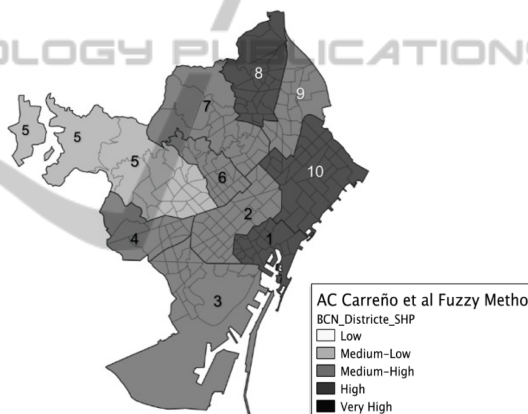 OLOGY PUBLICATIONS
8
9
7
5
5
5
10
6
2
4
1
3
AC Carreño et al Fuzzy Metho
BCN_Districte_SHP
Low
Medium-Low
Medium-High
High
Very High